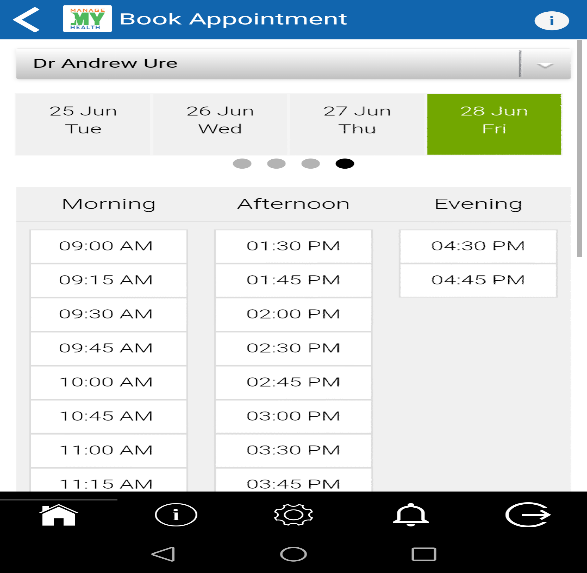 MANAGE
MY
HEALTH
Book Appointment
i
Dr Andrew Ure
25 Jun
Tue
26 Jun
Wed
27 Jun
Thu
28 Jun
Fri
Morning
Afternoon
Evening
09:00 AM
01:30 PM
04:30 PM
09:15 AM
01:45 PM
04:45 PM
09:30 AM
02:00 PM
09:45 AM
02:30 PM
10:00 AM
02:45 PM
10:45 AM
03:00 PM
11:00 AM
03:30 PM
11:15 AM
03:45 PM
i